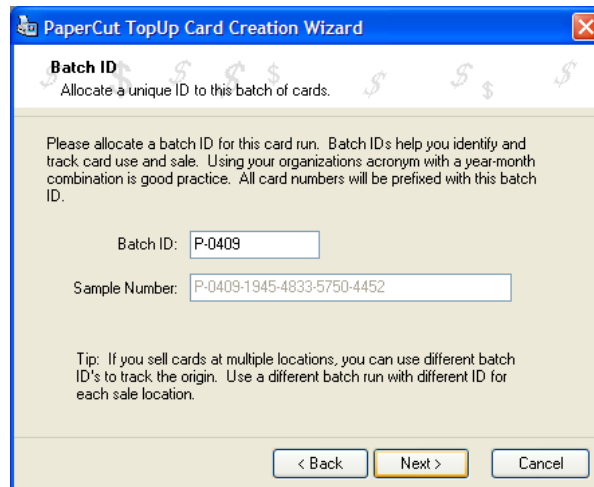 PaperCut TopUp Card Creation Wizard
Batch ID
Allocate a unique ID to this batch of cards.
Please allocate a batch ID for this card run. Batch IDs help you identify and
track card use and sale. Using your organizations acronym with a year-month
combination is good practice. All card numbers will be prefixed with this batch
ID.
Batch ID: P-0409
Sample Number: P-0409-1945-4833-5750-4452
Tip: If you sell cards at multiple locations, you can use different batch
ID's to track the origin. Use a different batch run with different ID for
each sale location.
< Back Next > Cancel